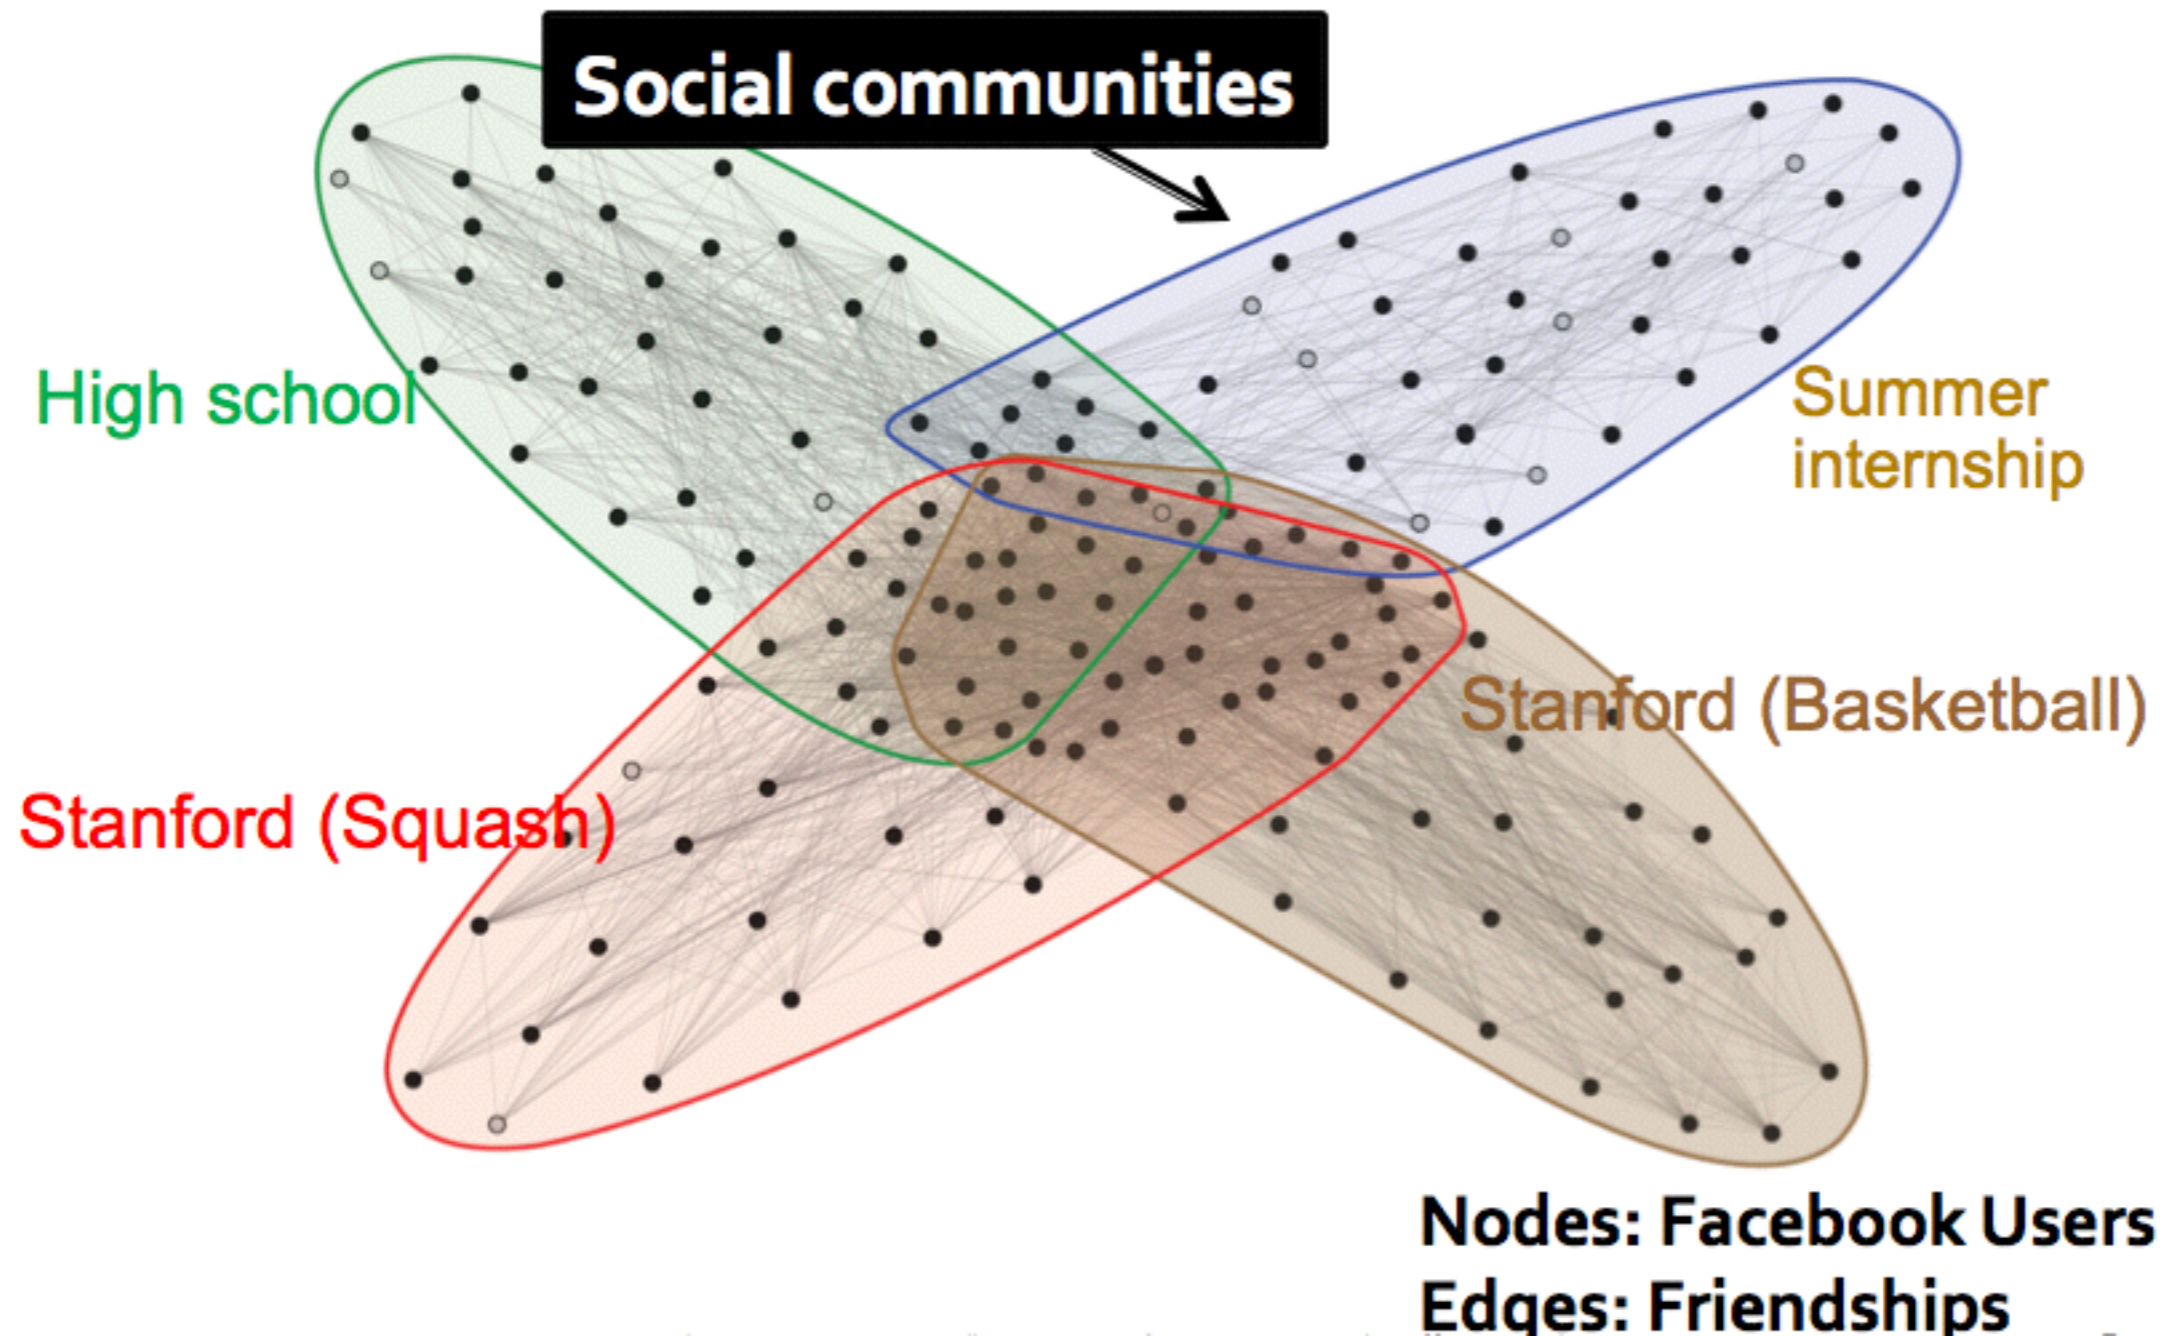 Social communities
High school
Summer
internship
Stanford (Basketball)
Stanford (Squash)
Nodes: Facebook Users
Edges: Friendships